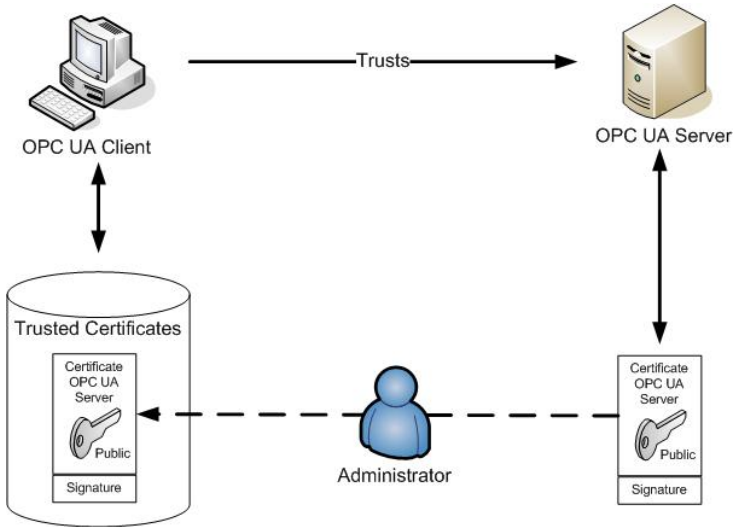 Trusts
OPC UA Client
OPC UA Server
Trusted Certificates
Certificate
OPC UA
Server
Public
Signature
Administrator
Certificate
OPC UA
Server
Public
Signature